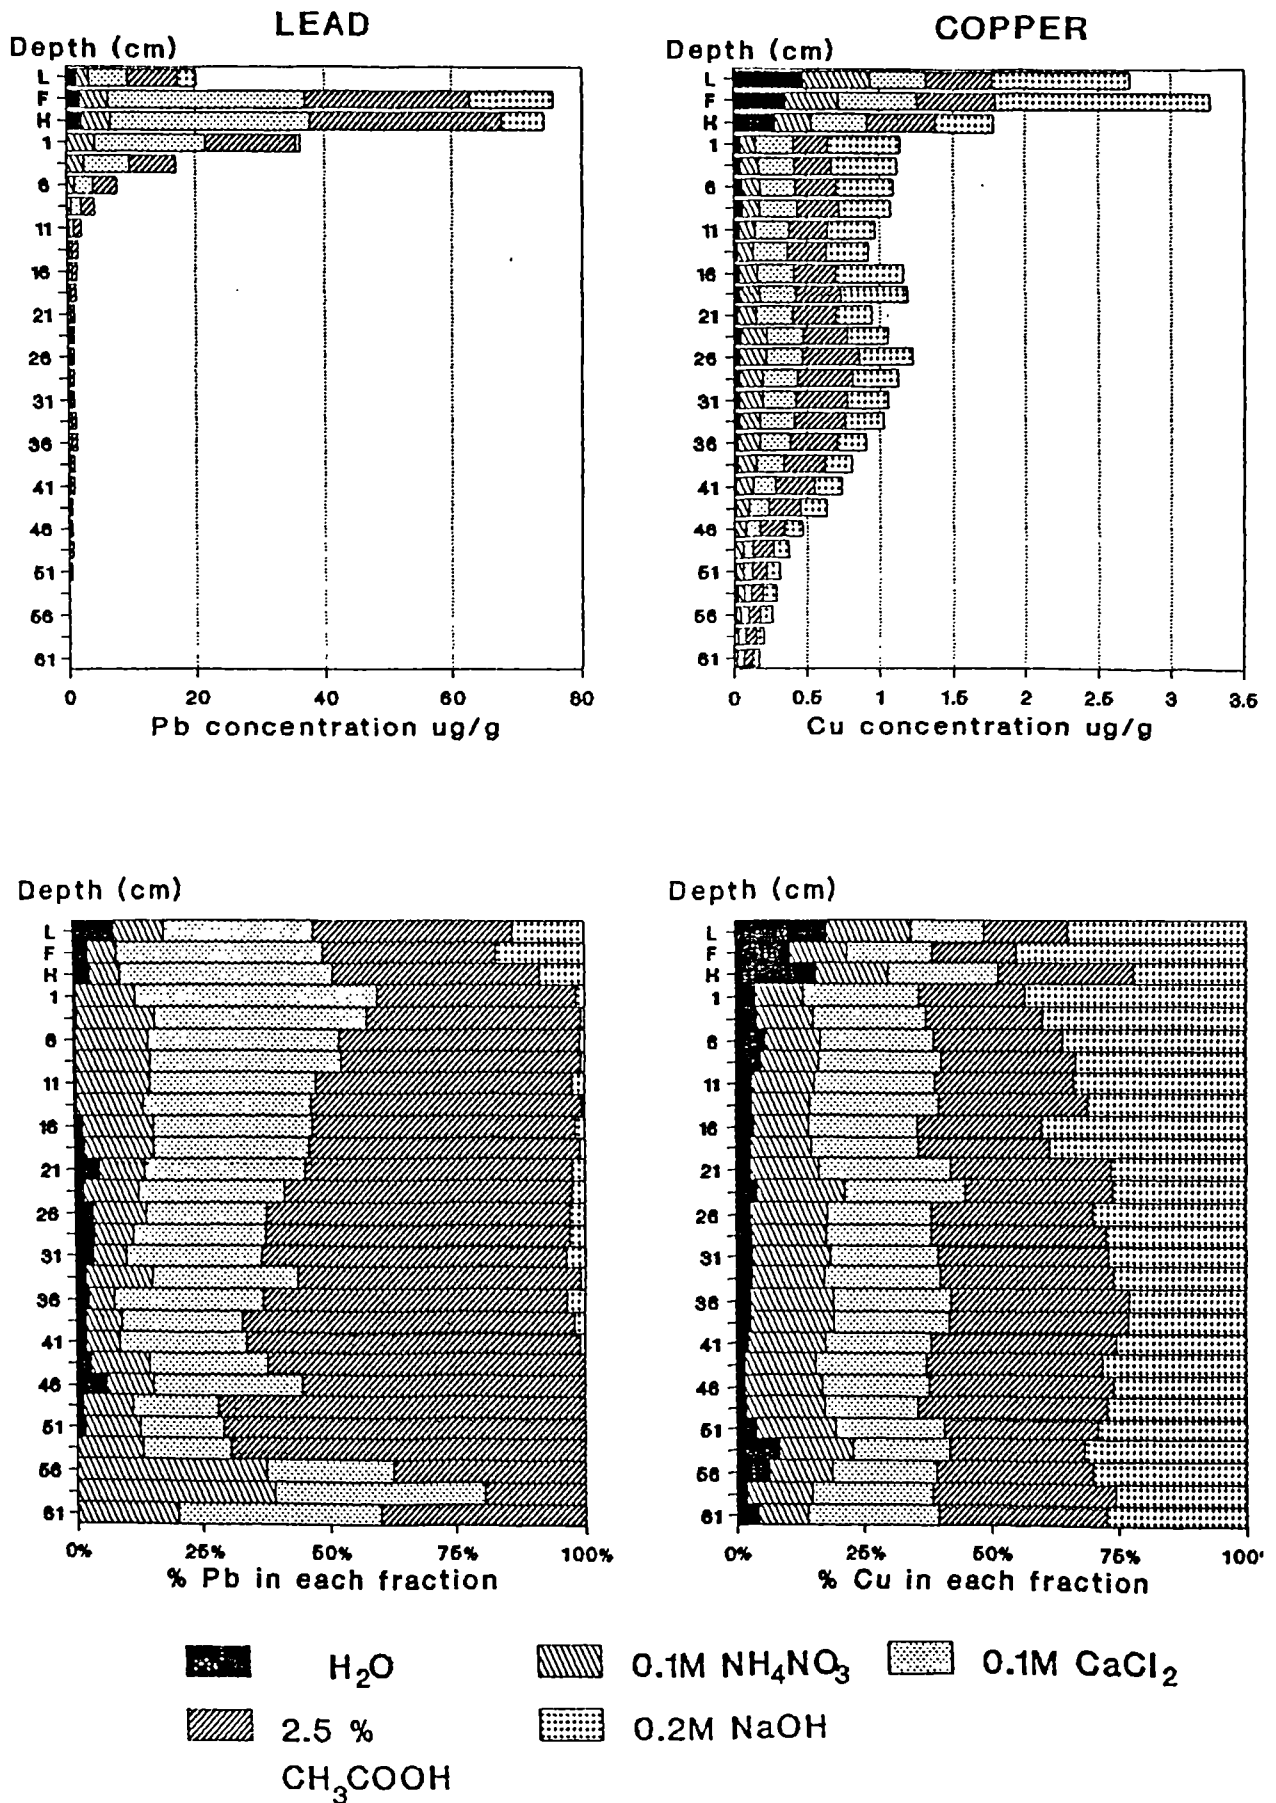 LEAD
Depth (cm)
L
F
H
1
6
11
16
21
26
31
36
41
46
51
56
61
0 20 40 60 80
Pb concentration ug/g
COPPER
Depth (cm)
L
F
H
1
6
11
16
21
26
31
36
41
46
51
56
61
0 0.5 1 1.5 2 2.5 3 3.5
Cu concentration ug/g
Depth (cm)
L
F
H
1
6
11
16
21
26
31
36
41
46
51
56
61
0% 25% 50% 75% 100%
% Pb in each fraction
Depth (cm)
L
F
H
1
6
11
16
21
26
31
36
41
46
51
56
61
0% 25% 50% 75% 100'
% Cu in each fraction
H₂O 0.1M NH₄NO₃ 0.1M CaCl₂
2.5 % 0.2M NaOH
CH₃COOH